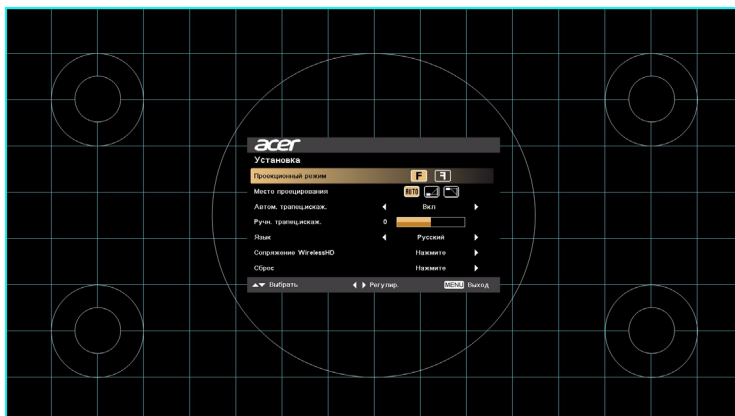 acer
Установка
Проекционный режим F F
Место проецирования AUTO
Автом. трапец.искаж. Вкл
Ручн. трапец.искаж. 0
Язык Русский
Сопряжение WirelessHD Нажмите
Сброс Нажмите
Выбрать Регулир. MENU Выход